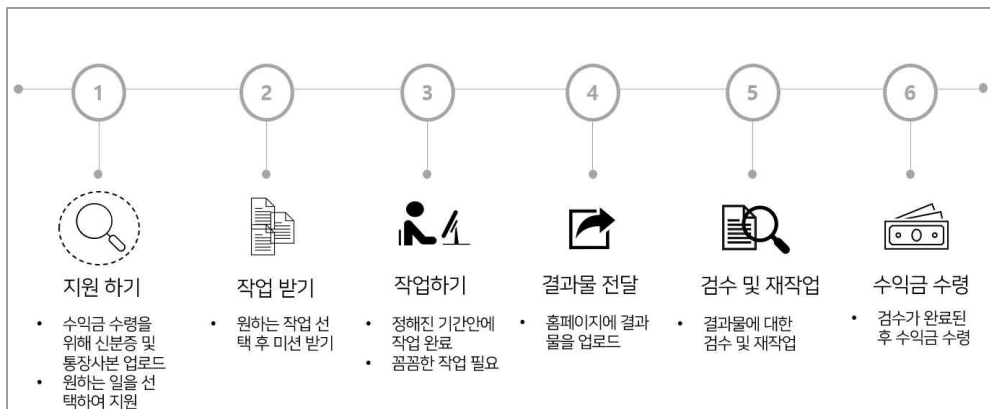 1
2
3
4
5
6
지원 하기
• 수익금 수령을
위해 신분증 및
통장사본 업로드
• 원하는 일을 선
택하여 지원
작업 받기
• 원하는 작업 선
택 후 미션 받기
작업하기
• 정해진 기간안에
작업 완료
• 꼼꼼한 작업 필요
결과물 전달
• 홈페이지에 결과
물을 업로드
검수 및 재작업
• 결과물에 대한
검수 및 재작업
수익금 수령
• 검수가 완료된
후 수익금 수령